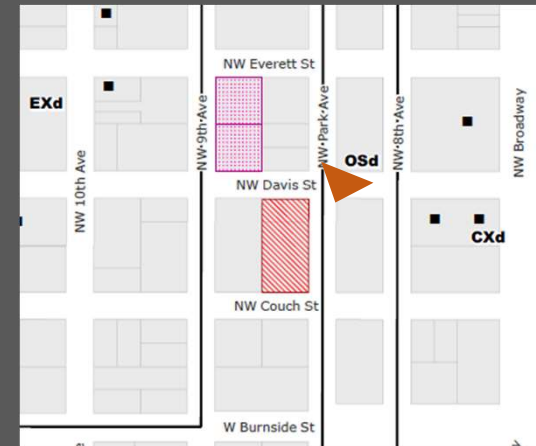 NW Everett St
EXd
NW 10th Ave
NW 9th Ave
NW Park Ave
OSd
NW 8th Ave
NW Broadway
NW Davis St
CXd
NW Couch St
W Burnside St